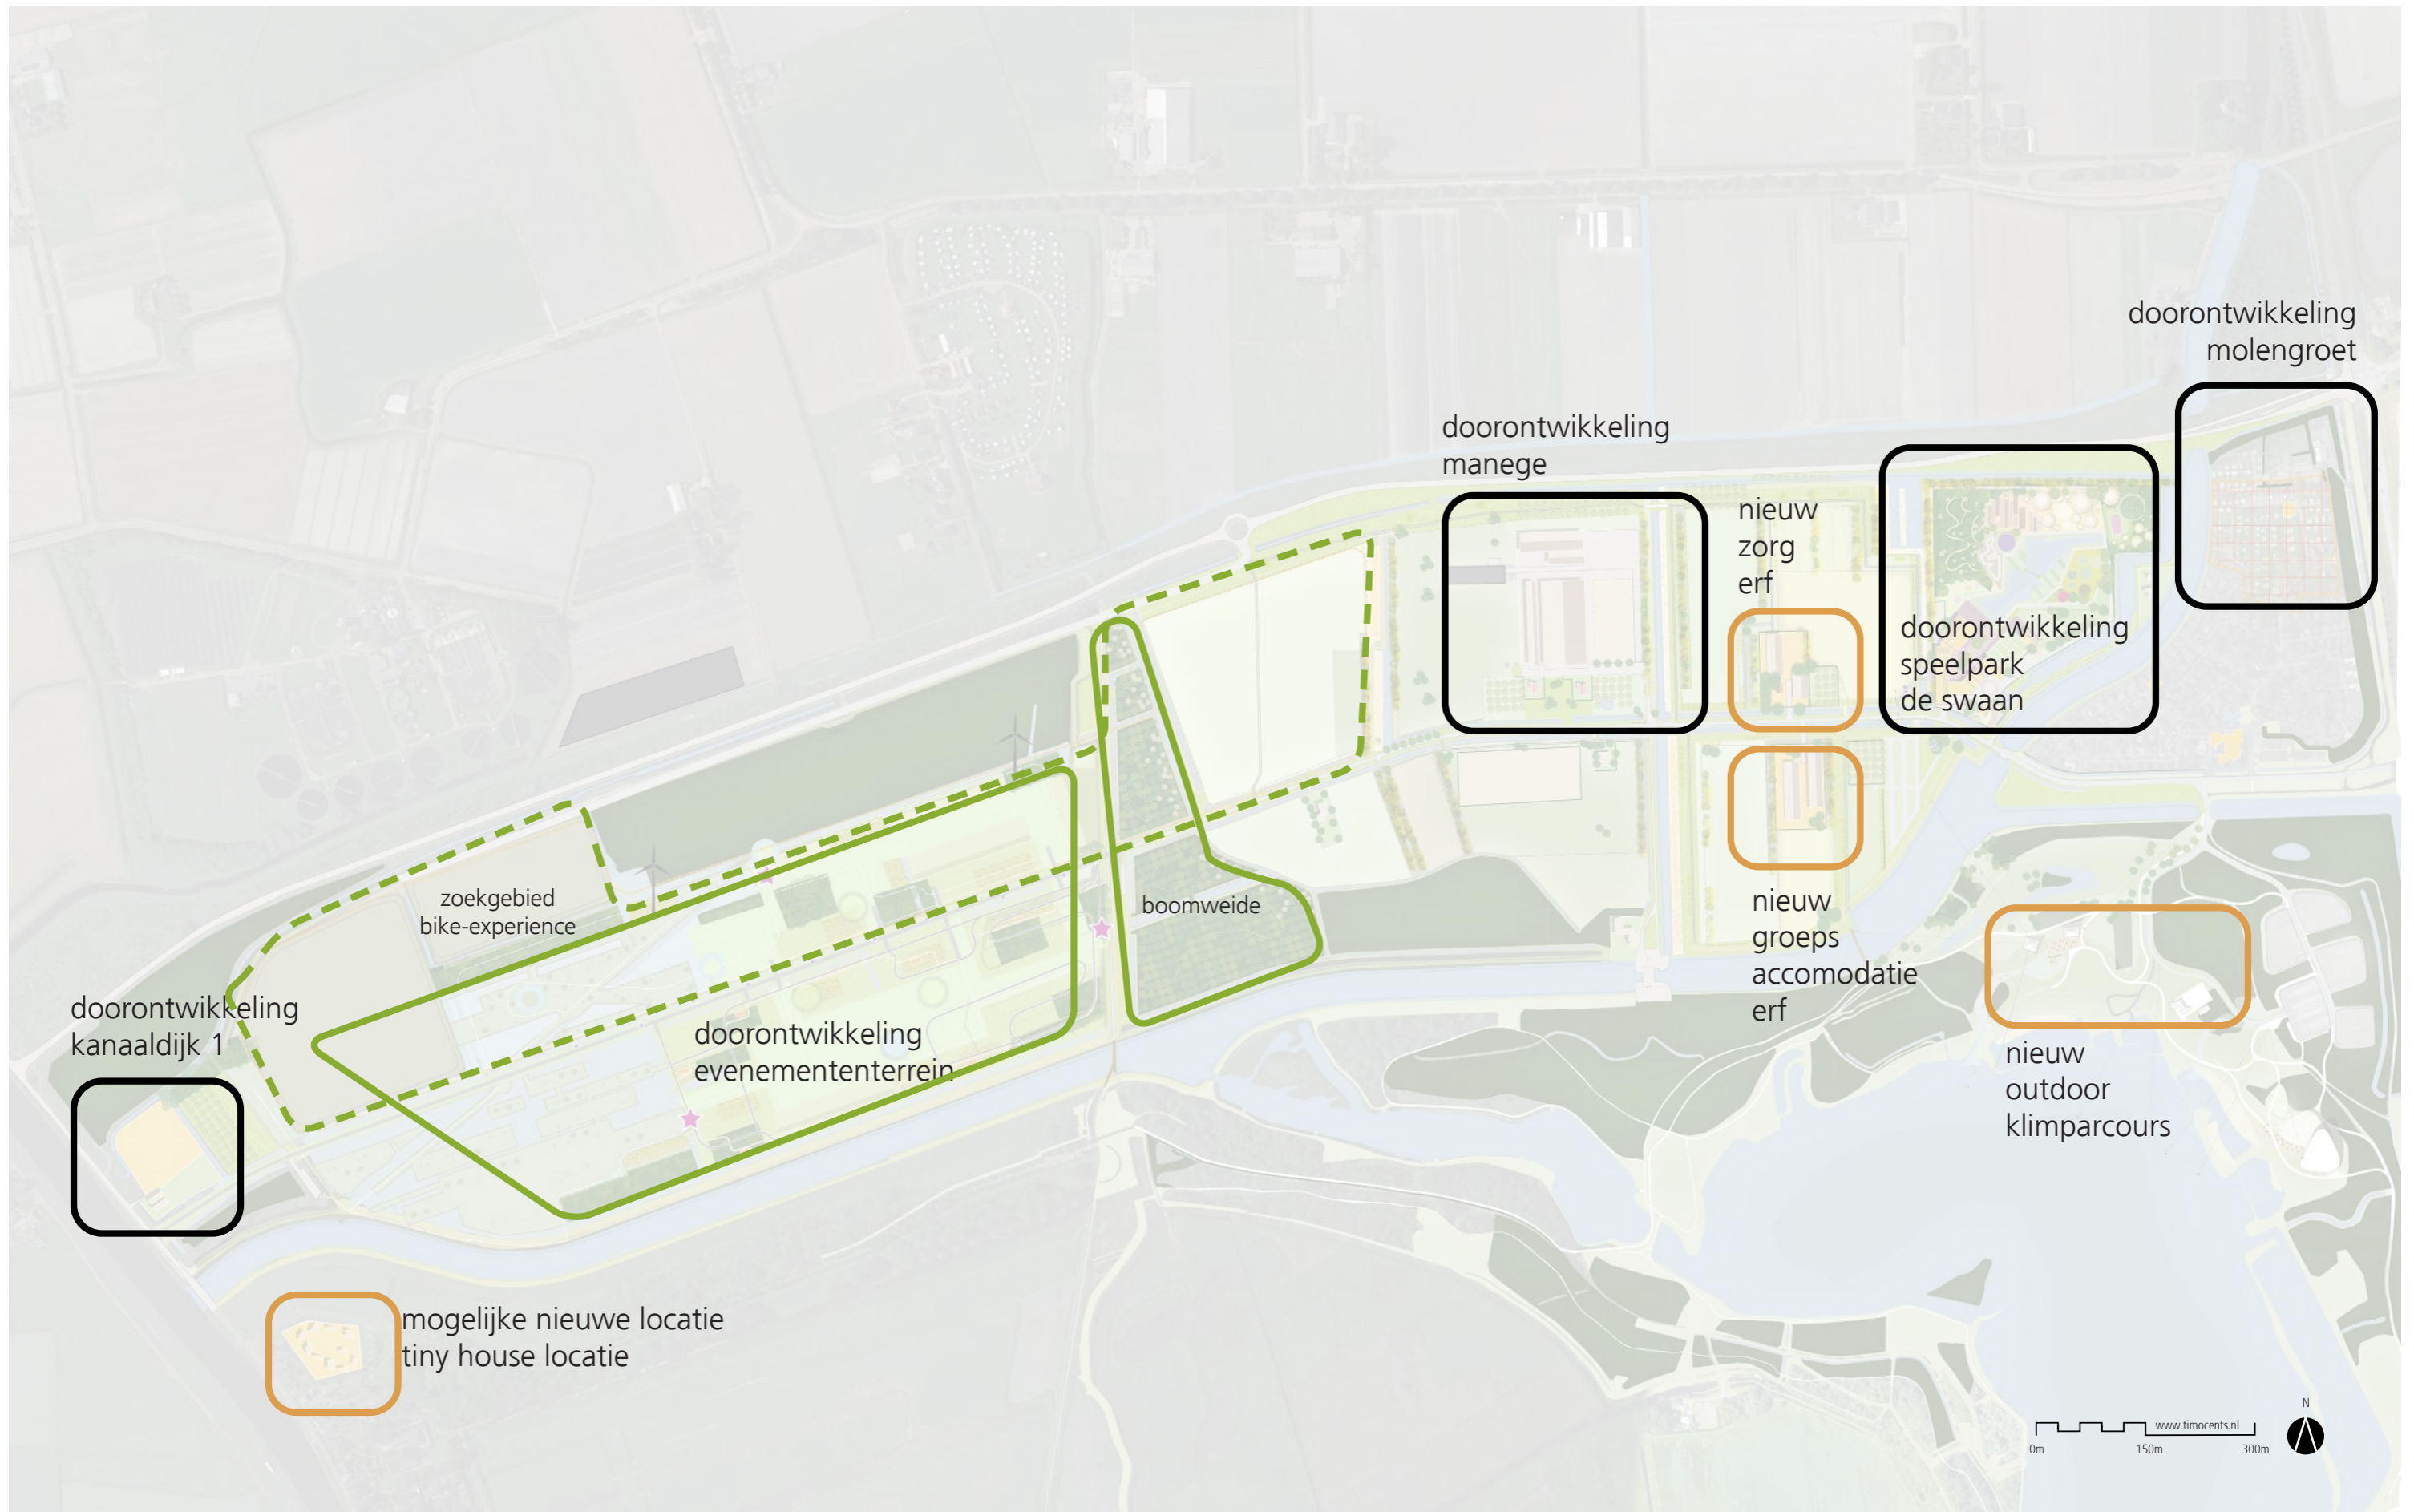 doorontwikkeling
molengroet
doorontwikkeling
manege
nieuw
zorg
erf
doorontwikkeling
speelpark
de swaan
zoekgebied
bike-experience
boomweide
nieuw
groeps
accomodatie
erf
doorontwikkeling
kanaaldijk 1
doorontwikkeling
evenemententerrein
nieuw
outdoor
klimparcours
mogelijke nieuwe locatie
tiny house locatie
N
www.timocents.nl
0m
150m
300m